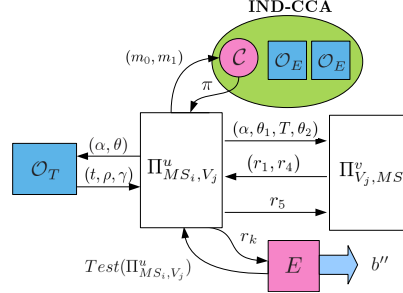 IND-CCA
(m_0, m_1)
C
O_E
O_E
π
(α, θ)
O_T
(t, ρ, γ)
Π^u_{MS_i,V_j}
(α, θ_1, T, θ_2)
(r_1, r_4)
r_5
Π^v_{V_j,MS
r_k
Test(Π^u_{MS_i,V_j})
E
b''